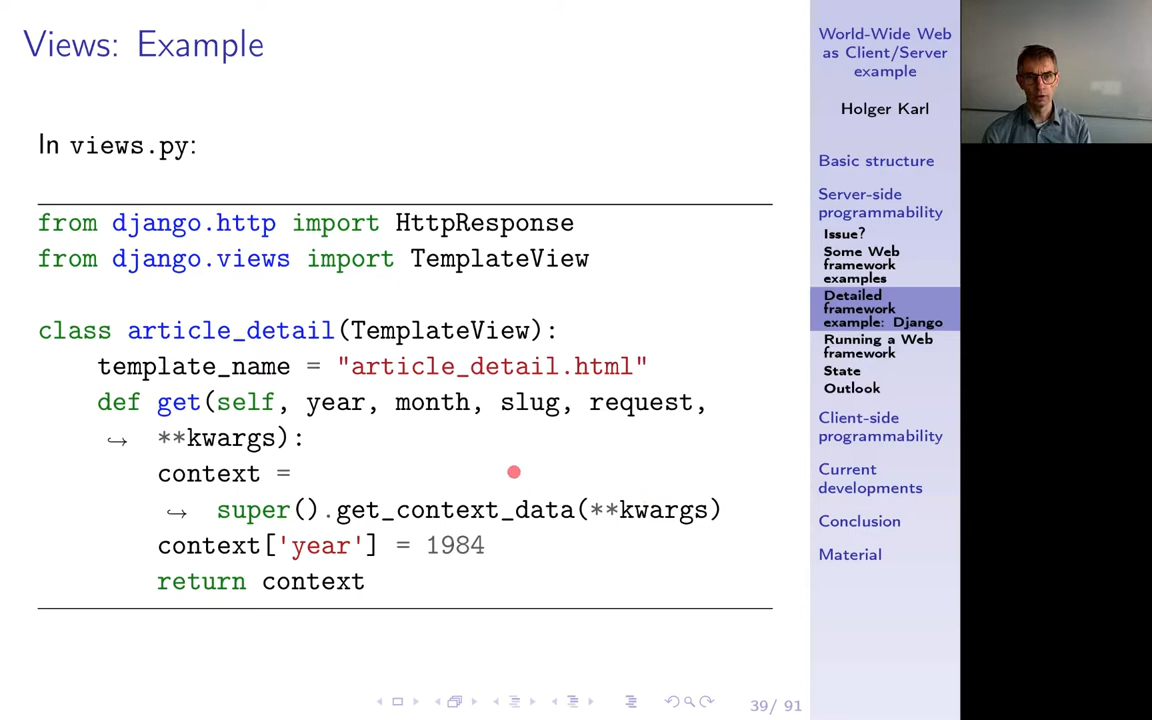 Views: Example
In views.py:
from django.http import HttpResponse
from django.views import TemplateView
class article_detail(TemplateView):
template_name = "article_detail.html"
def get(self, year, month, slug, request,
↪ **kwargs):
context =
↪ super().get_context_data(**kwargs)
context['year'] = 1984
return context
World-Wide Web
as Client/Server
example
Holger Karl
Basic structure
Server-side
programmability
Issue?
Some Web
framework
examples
Detailed
framework
example: Django
Running a Web
framework
State
Outlook
Client-side
programmability
Current
developments
Conclusion
Material
39/ 91